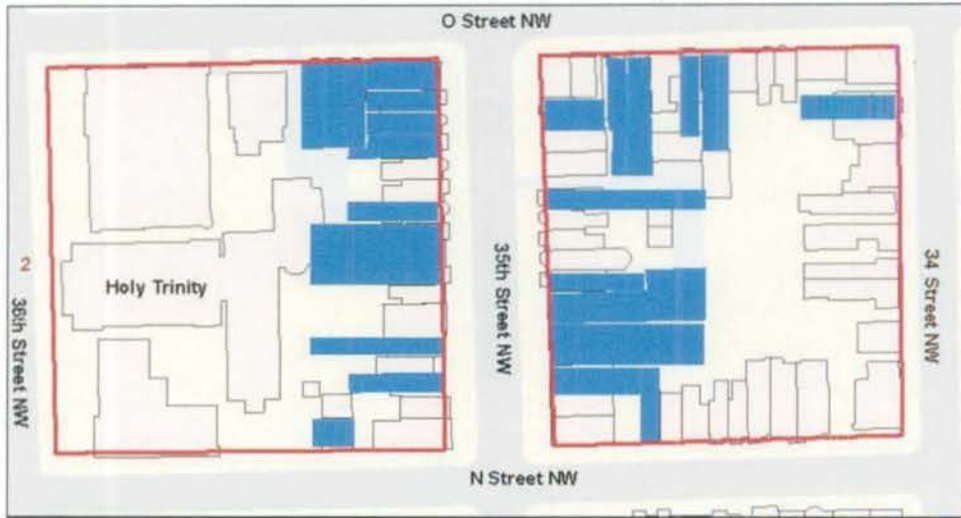 O Street NW
2
36th Street NW
Holy Trinity
35th Street NW
34 Street NW
N Street NW